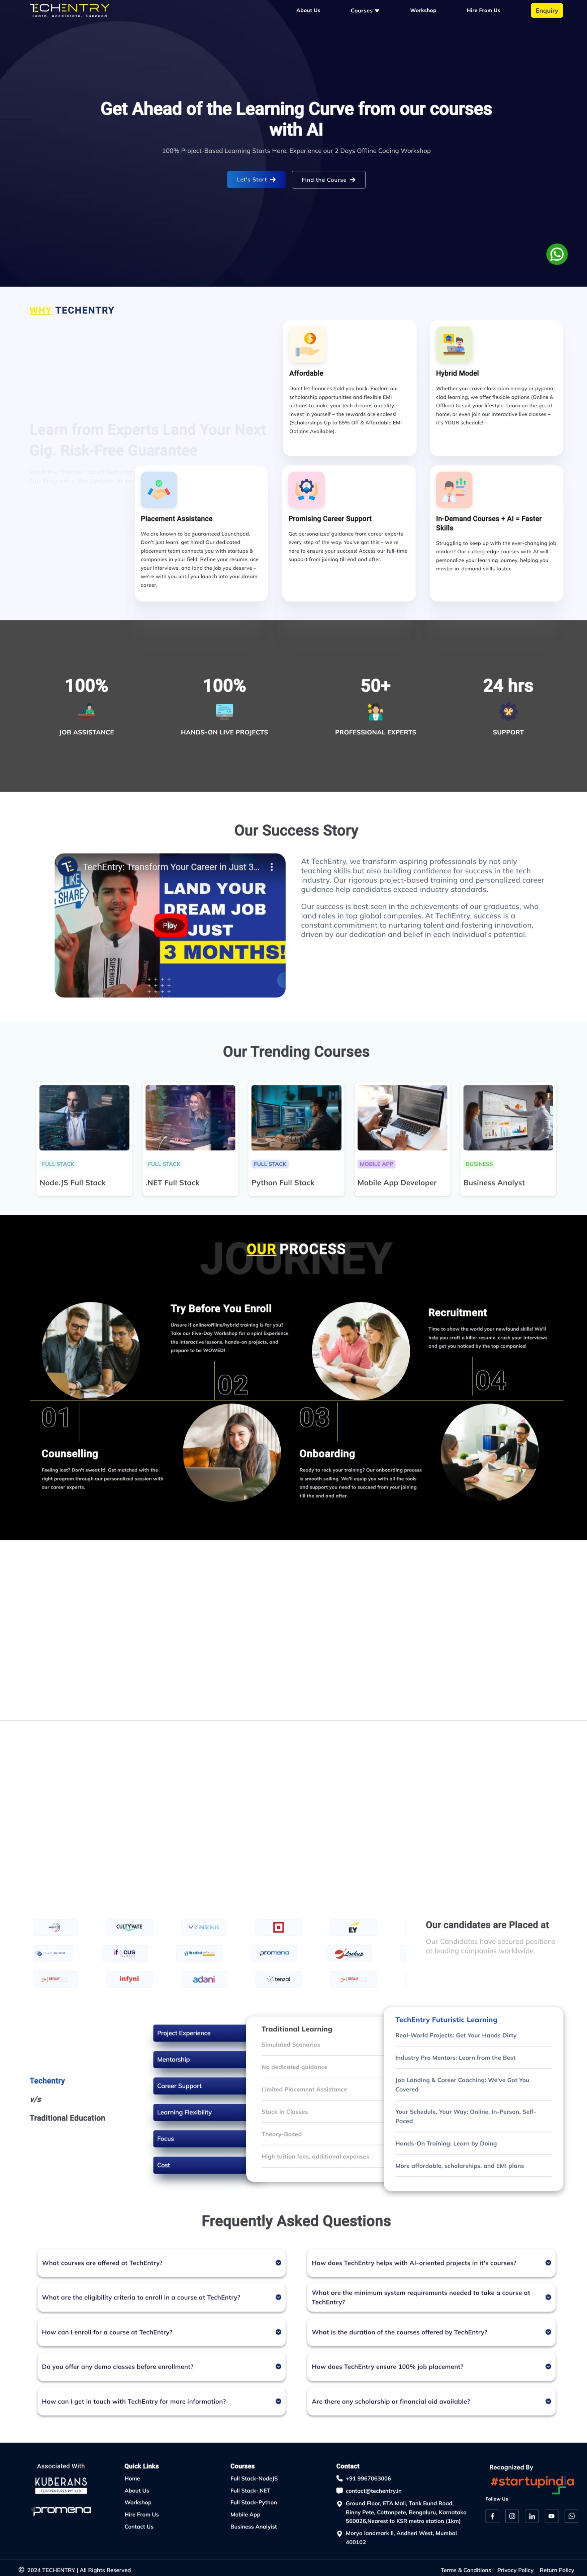 TECHENTRY
Learn. Accelerate. Succeed
About Us
Courses
Workshop
Hire From Us
Enquiry
Get Ahead of the Learning Curve from our courses
with AI
100% Project-Based Learning Starts Here. Experience our 2 Days Offline Coding Workshop
Let's Start
Find the Course
WHY TECHENTRY
Learn from Experts Land Your Next
Gig. Risk-Free Guarantee
Affordable
Don't let finances hold you back. Explore our
scholarship opportunities and flexible EMI
options to make your tech dreams a reality.
Invest in yourself – the rewards are endless!
(Scholarships Up to 65% Off & Affordable EMI
Options Available).
Hybrid Model
Whether you crave classroom energy or pyjama-
clad learning, we offer flexible options (Online &
Offline) to suit your lifestyle. Learn on the go, at
home, or even join our interactive live classes –
it's YOUR schedule!
Placement Assistance
We are known to be guaranteed Launchpad.
Don't just learn, get hired! Our dedicated
placement team connects you with startups &
companies in your field. Refine your resume, ace
your interviews, and land the job you deserve –
we're with you until you launch into your dream
career.
Promising Career Support
Get personalized guidance from career experts
every step of the way. You've got this – we're
here to ensure your success! Access our full-time
support from joining till end and after.
In-Demand Courses + AI = Faster
Skills
Struggling to keep up with the ever-changing job
market? Our cutting-edge courses with AI will
personalize your learning journey, helping you
master in-demand skills faster.
100%
JOB ASSISTANCE
100%
HANDS-ON LIVE PROJECTS
50+
PROFESSIONAL EXPERTS
24 hrs
SUPPORT
Our Success Story
TechEntry: Transform Your Career in Just 3...
LIKE
SHARE
LAND YOUR
DREAM JOB
JUST
3 MONTHS!
Play
SUPERIOR
At TechEntry, we transform aspiring professionals by not only
teaching skills but also building confidence for success in the tech
industry. Our rigorous project-based training and personalized career
guidance help candidates exceed industry standards.
Our success is best seen in the achievements of our graduates, who
land roles in top global companies. At TechEntry, success is a
constant commitment to nurturing talent and fostering innovation,
driven by our dedication and belief in each individual's potential.
Our Trending Courses
FULL STACK
Node.JS Full Stack
FULL STACK
.NET Full Stack
FULL STACK
Python Full Stack
MOBILE APP
Mobile App Developer
BUSINESS
Business Analyst
JOURNEY
OUR PROCESS
Try Before You Enroll
Unsure if online/offline/hybrid training is for you?
Take our Five-Day Workshop for a spin! Experience
the interactive lessons, hands-on projects, and
prepare to be WOWED!
Recruitment
Time to show the world your newfound skills! We'll
help you craft a killer resume, crush your interviews
and get you noticed by the top companies!
01
02
03
04
Counselling
Feeling lost? Don't sweat it!. Get matched with the
right program through our personalized session with
our career experts.
Onboarding
Ready to rock your training? Our onboarding process
is smooth sailing. We'll equip you with all the tools
and support you need to succeed from your joining
till the end and after.
CULTYVATE
EY
Our candidates are Placed at
Our Candidates have secured positions
at leading companies worldwide.
promena
Lookup
infyni
adani
tenzai
Techentry
v/s
Traditional Education
Project Experience
Mentorship
Career Support
Learning Flexibility
Focus
Cost
Traditional Learning
Simulated Scenarios
No dedicated guidance
Limited Placement Assistance
Stuck in Classes
Theory-Based
High tuition fees, additional expenses
TechEntry Futuristic Learning
Real-World Projects: Get Your Hands Dirty
Industry Pro Mentors: Learn from the Best
Job Landing & Career Coaching: We've Got You
Covered
Your Schedule, Your Way: Online, In-Person, Self-
Paced
Hands-On Training: Learn by Doing
More affordable, scholarships, and EMI plans
Frequently Asked Questions
What courses are offered at TechEntry?
How does TechEntry helps with AI-oriented projects in it's courses?
What are the eligibility criteria to enroll in a course at TechEntry?
What are the minimum system requirements needed to take a course at
TechEntry?
How can I enroll for a course at TechEntry?
What is the duration of the courses offered by TechEntry?
Do you offer any demo classes before enrollment?
How does TechEntry ensure 100% job placement?
How can I get in touch with TechEntry for more information?
Are there any scholarship or financial aid available?
Associated With
KUBERANS
TECH VENTURES PVT LTD
promena
Quick Links
Home
About Us
Workshop
Hire From Us
Contact Us
Courses
Full Stack-NodeJS
Full Stack-.NET
Full Stack-Python
Mobile App
Business Analyist
Contact
+91 9967063006
contact@techentry.in
Ground Floor, ETA Mall, Tank Bund Road,
Binny Pete, Cottonpete, Bengaluru, Karnataka
560026,Nearest to KSR metro station (1km)
Morya landmark II, Andheri West, Mumbai
400102
Recognized By
#startupindia
Follow Us
© 2024 TECHENTRY | All Rights Reserved
Terms & Conditions
Privacy Policy
Return Policy